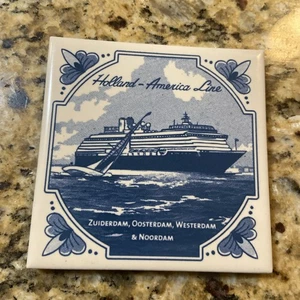 Holland-America Line
ZUIDERDAM, OOSTERDAM, WESTERDAM
& NOORDAM